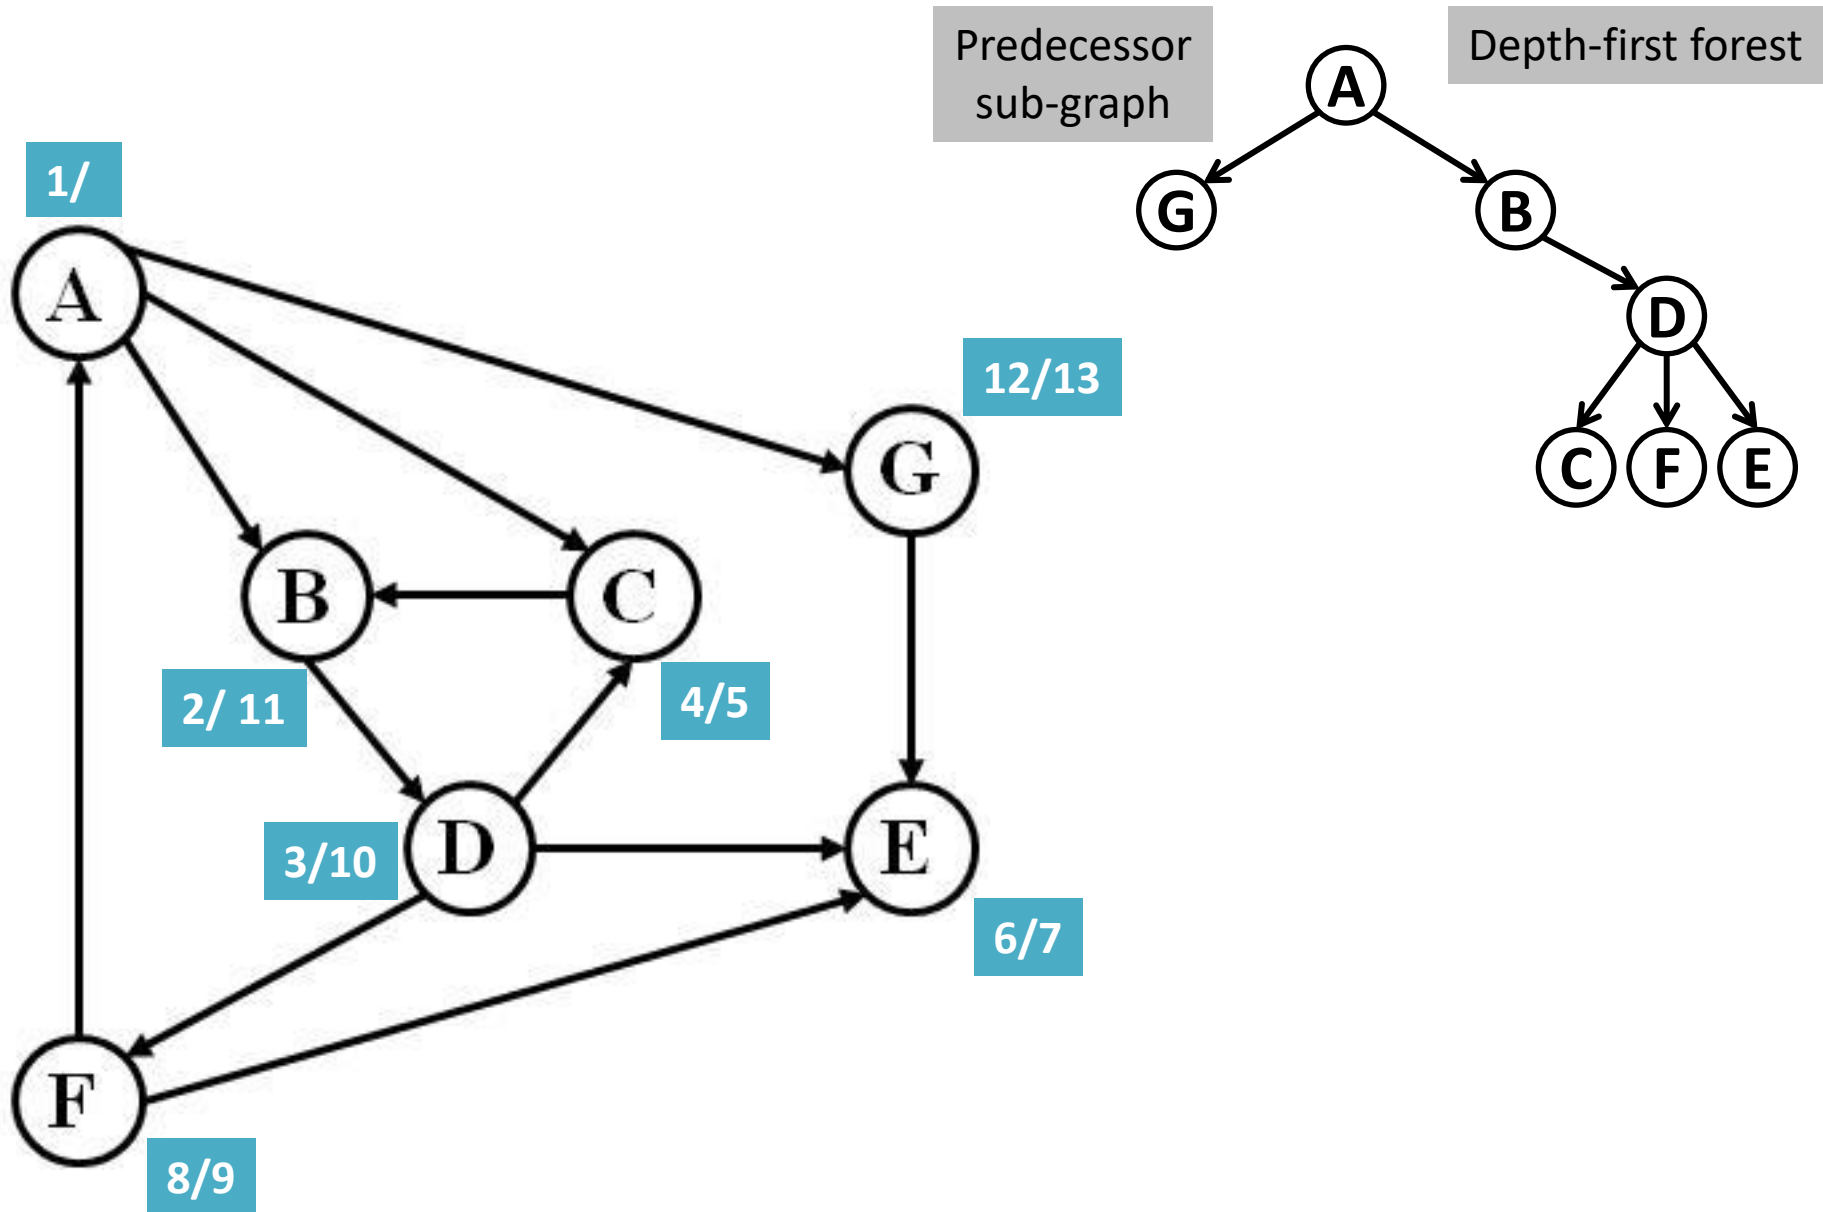 Predecessor
sub-graph
Depth-first forest
A
G
B
D
C F E
1/
A
12/13
G
B
C
2/ 11
4/5
3/10
D
E
6/7
F
8/9